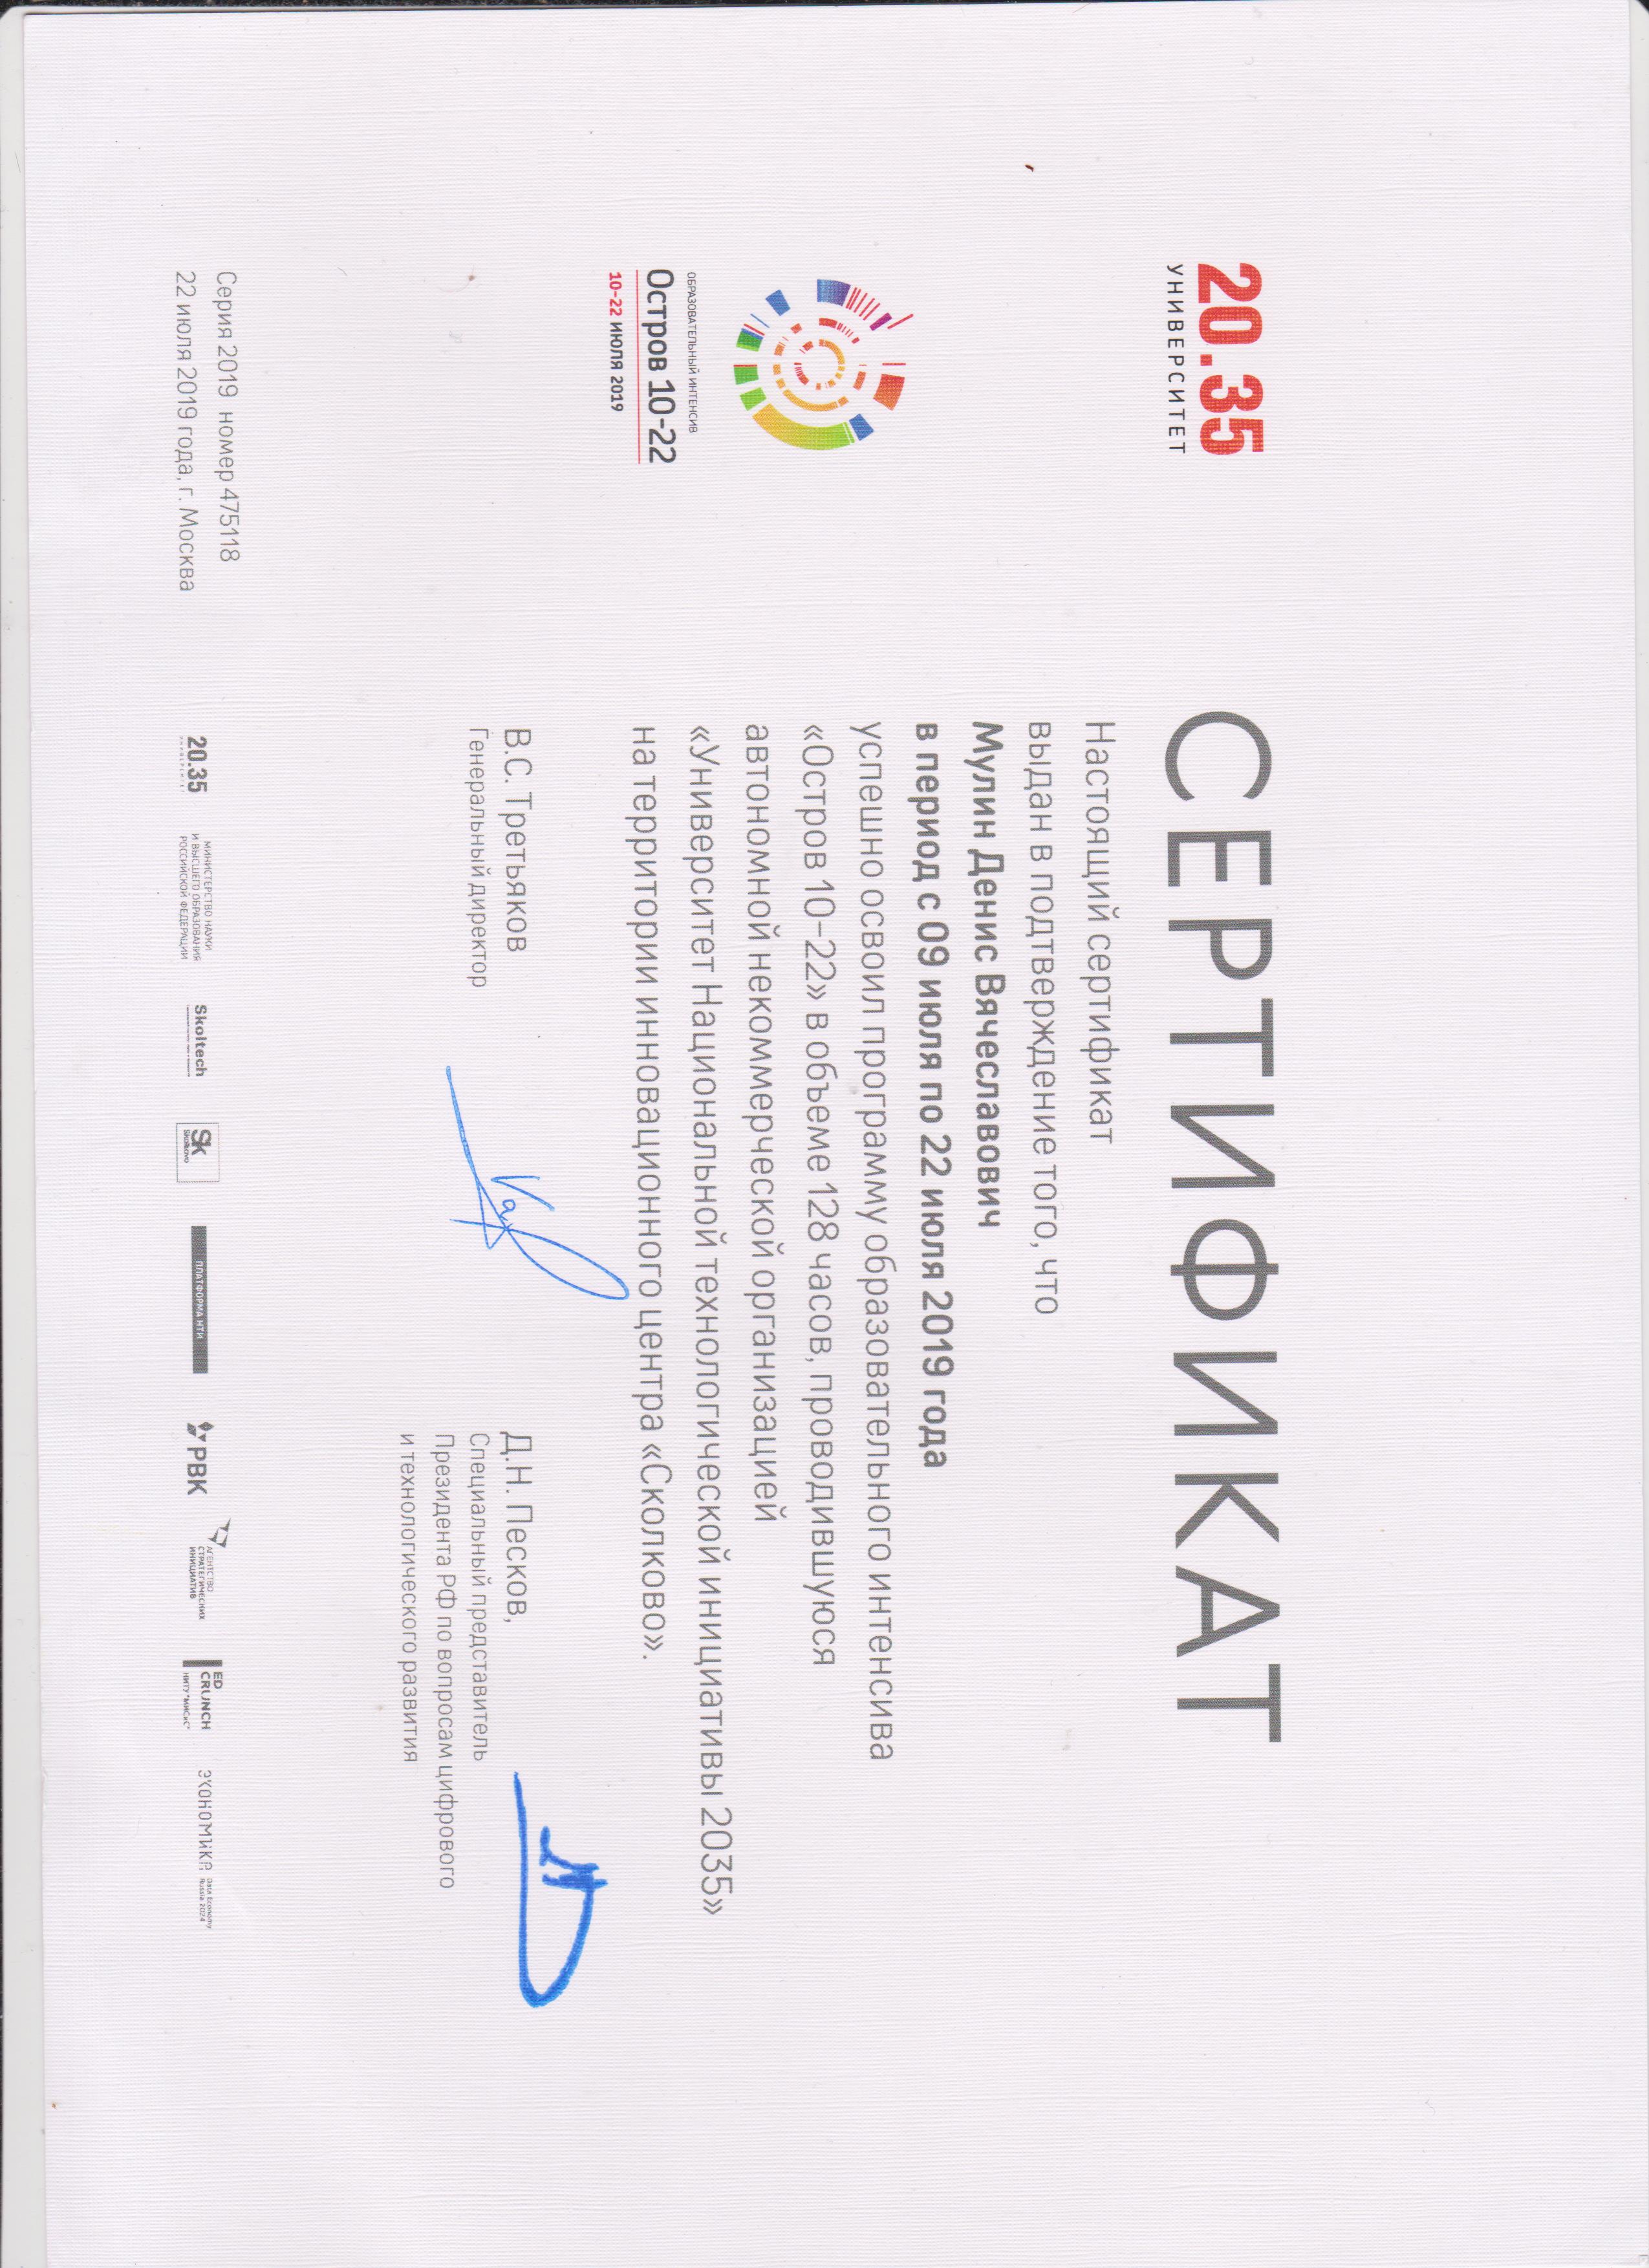 20.35
УНИВЕРСИТЕТ
СЕРТИФИКАТ
Настоящий сертификат
выдан в подтверждение того, что
Мулин Денис Вячеславович
в период с 09 июля по 22 июля 2019 года
успешно освоил программу образовательного интенсива
«Остров 10-22» в объеме 128 часов, проводившуюся
автономной некоммерческой организацией
«Университет Национальной технологической инициативы 2035»
на территории инновационного центра «Сколково».
ОБРАЗОВАТЕЛЬНЫЙ ИНТЕНСИВ
Остров 10-22
10-22 ИЮЛЯ 2019
В.С. Третьяков
Генеральный директор
Д.Н. Песков,
Специальный представитель
Президента РФ по вопросам цифрового
и технологического развития
Серия 2019 номер 475118
22 июля 2019 года, г. Москва
20.35
УНИВЕРСИТЕТ
МИНИСТЕРСТВО НАУКИ
И ВЫСШЕГО ОБРАЗОВАНИЯ
РОССИЙСКОЙ ФЕДЕРАЦИИ
Skoltech
Sk
Skolkovo
ПЛАТФОРМА НТИ
РВК
АГЕНТСТВО
СТРАТЕГИЧЕСКИХ
ИНИЦИАТИВ
ED
CRUNCH
НИТУ "МИСиС"
ЭКОНОМИКА
Data Economy
Russia 2024